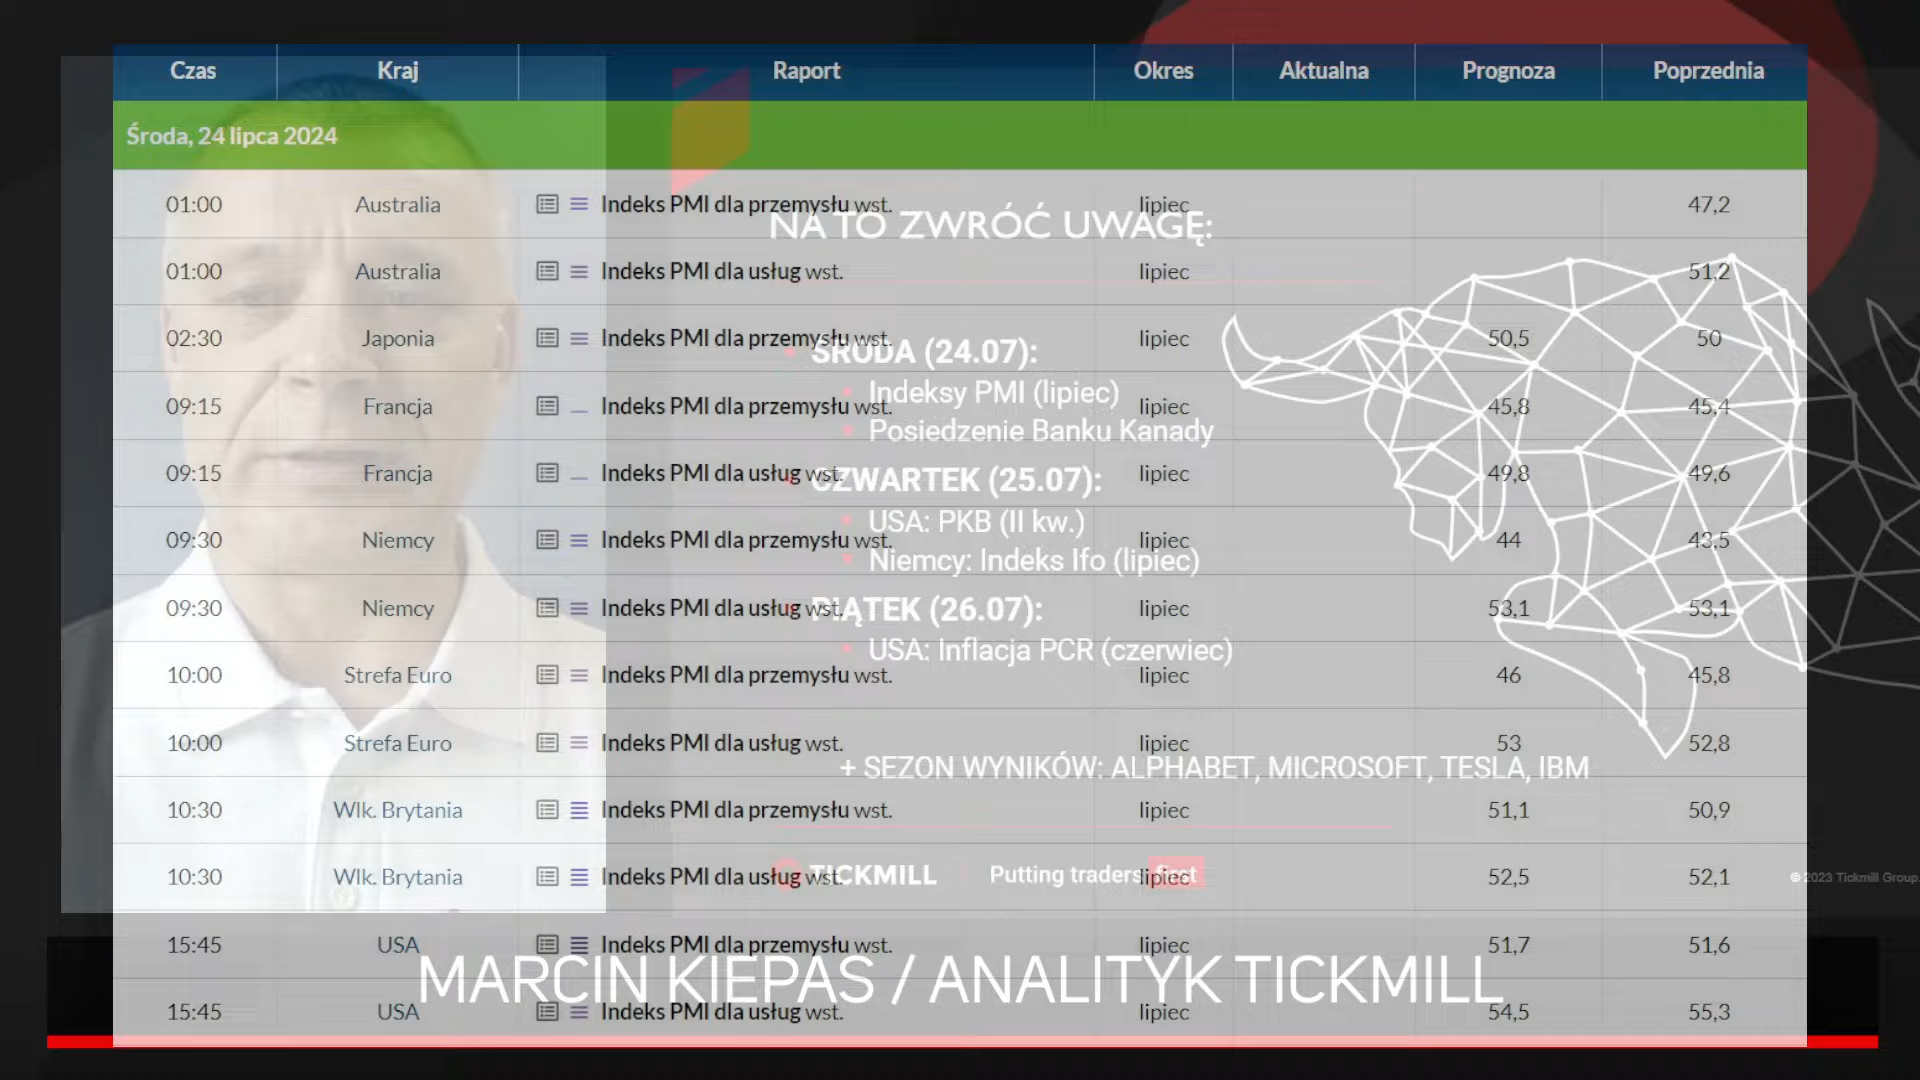 Czas Kraj Raport Okres Aktualna Prognoza Poprzednia
Środa, 24 lipca 2024
01:00 Australia Indeks PMI dla przemysłu wst. lipiec 47,2
NA TO ZWRÓĆ UWAGĘ:
01:00 Australia Indeks PMI dla usług wst. lipiec 51,2
02:30 Japonia Indeks PMI dla przemysłu wst. lipiec 50,5 50
ŚRODA (24.07):
Indeksy PMI (lipiec)
09:15 Francja Indeks PMI dla przemysłu wst. lipiec 45,8 45,4
Posiedzenie Banku Kanady
09:15 Francja Indeks PMI dla usług wst. lipiec 49,8 49,6
CZWARTEK (25.07):
USA: PKB (II kw.)
09:30 Niemcy Indeks PMI dla przemysłu wst. lipiec 44 43,5
Niemcy: Indeks Ifo (lipiec)
09:30 Niemcy Indeks PMI dla usług wst. lipiec 53,1 53,1
PIĄTEK (26.07):
USA: Inflacja PCR (czerwiec)
10:00 Strefa Euro Indeks PMI dla przemysłu wst. lipiec 46 45,8
10:00 Strefa Euro Indeks PMI dla usług wst. lipiec 53 52,8
+ SEZON WYNIKÓW: ALPHABET, MICROSOFT, TESLA, IBM
10:30 Wlk. Brytania Indeks PMI dla przemysłu wst. lipiec 51,1 50,9
10:30 Wlk. Brytania Indeks PMI dla usług wst. lipiec 52,5 52,1
TICKMILL Putting traders first
© 2023 Tickmill Group.
15:45 USA Indeks PMI dla przemysłu wst. lipiec 51,7 51,6
MARCIN KIEPAS / ANALITYK TICKMILL
15:45 USA Indeks PMI dla usług wst. lipiec 54,5 55,3